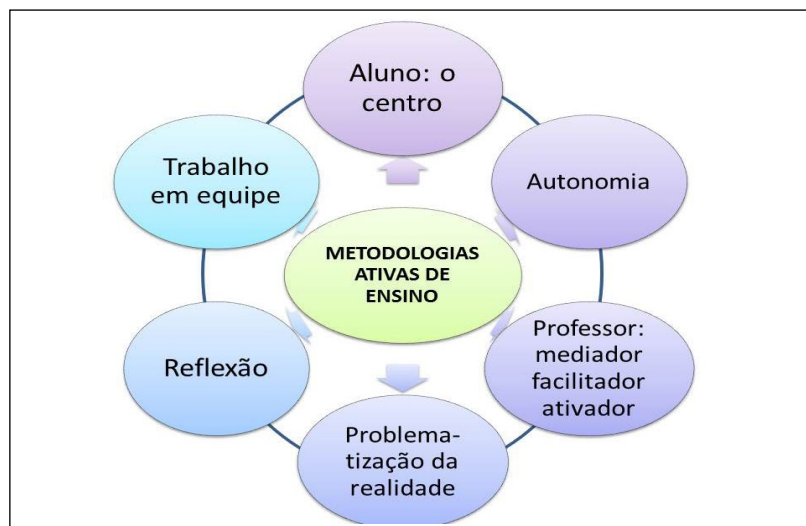 Aluno: o
centro
Autonomia
Professor:
mediador
facilitador
ativador
Problema-
tização da
realidade
Reflexão
Trabalho
em equipe
METODOLOGIAS
ATIVAS DE
ENSINO